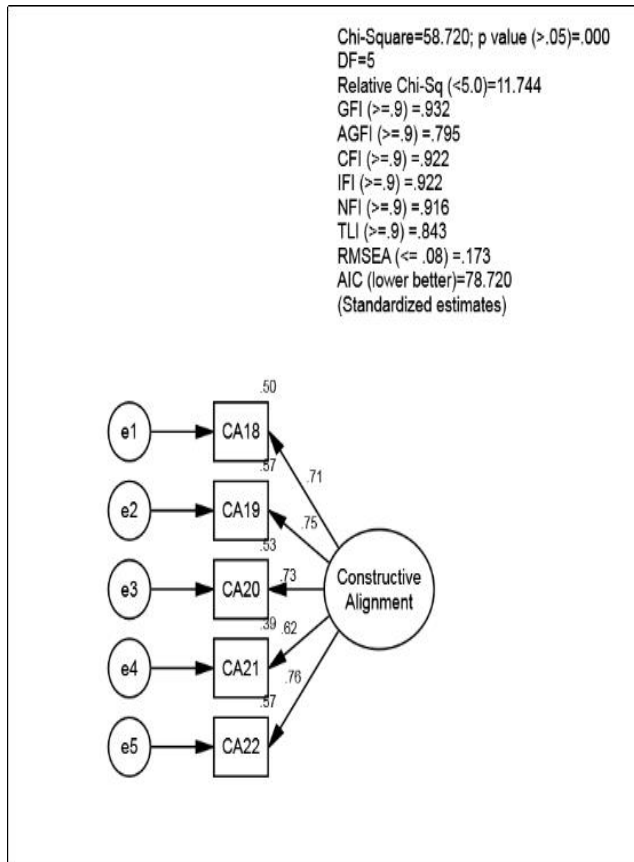 Chi-Square=58.720; p value (>.05)=.000
DF=5
Relative Chi-Sq (<5.0)=11.744
GFI (>=.9) =.932
AGFI (>=.9) =.795
CFI (>=.9) =.922
IFI (>=.9) =.922
NFI (>=.9) =.916
TLI (>=.9) =.843
RMSEA (<= .08) =.173
AIC (lower better)=78.720
(Standardized estimates)
.50
e1
CA18
.71
.57
e2
CA19
.75
.53
e3
CA20
.73
Constructive
Alignment
.39
.62
e4
CA21
.76
.57
e5
CA22